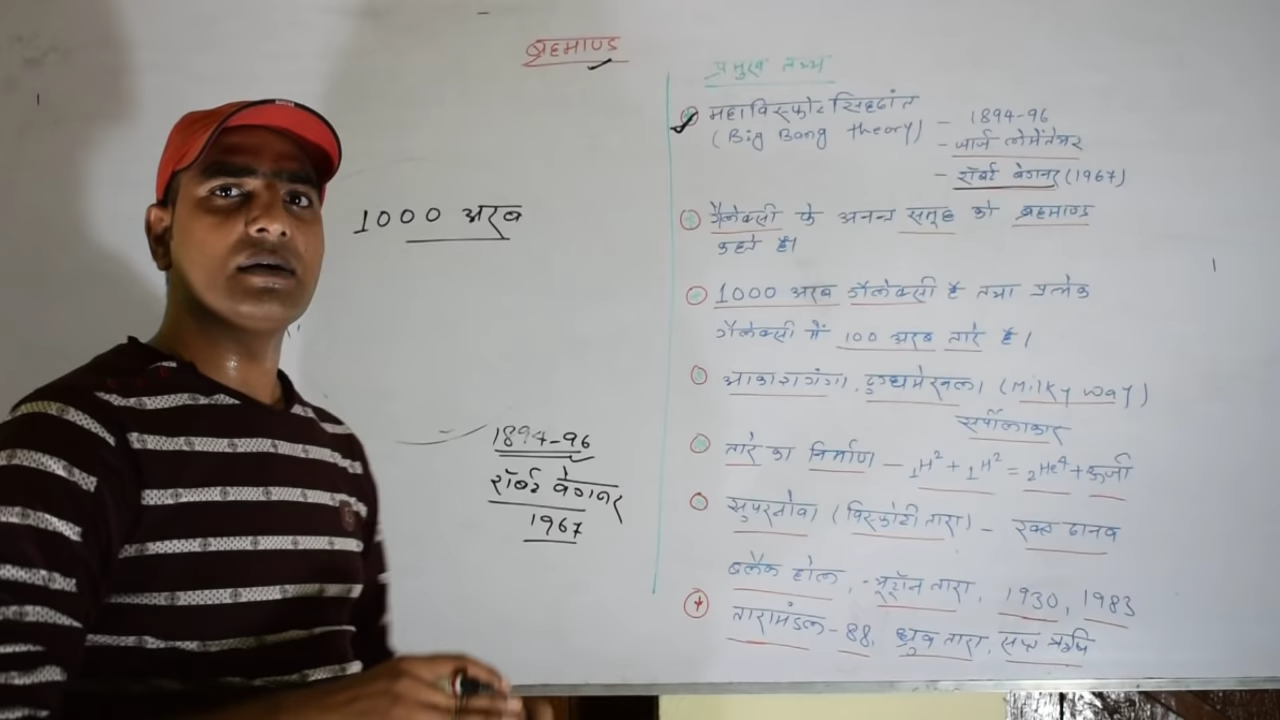 ब्रहमाण्ड
1000 अरब
1894-96
रॉबर्ट वेगनर
1967
प्रमुख तथ्य
महाविस्फोट सिद्धांत
(Big Bang theory)
- 1894-96
- जार्ज लेमेंतेयर
- रॉबर्ट वेगनर (1967)
गैलेक्सी के अनन्त समूह को ब्रहमाण्ड
कहते है।
1000 अरब गैलेक्सी है तथा प्रत्येक
गैलेक्सी में 100 अरब तारे है।
आकाशगंगा, दुग्धमेखला (Milky way)
सर्पीलाकार
तारे का निर्माण - ₁H² + ₁H² = ₂He⁴ + ऊर्जा
सुपरनोवा (विस्फोटी तारा) - रक्त दानव
ब्लैक होल, - न्यूट्रॉन तारा, 1930, 1983
तारामंडल - 88, ध्रुव तारा, सप्त ऋषि